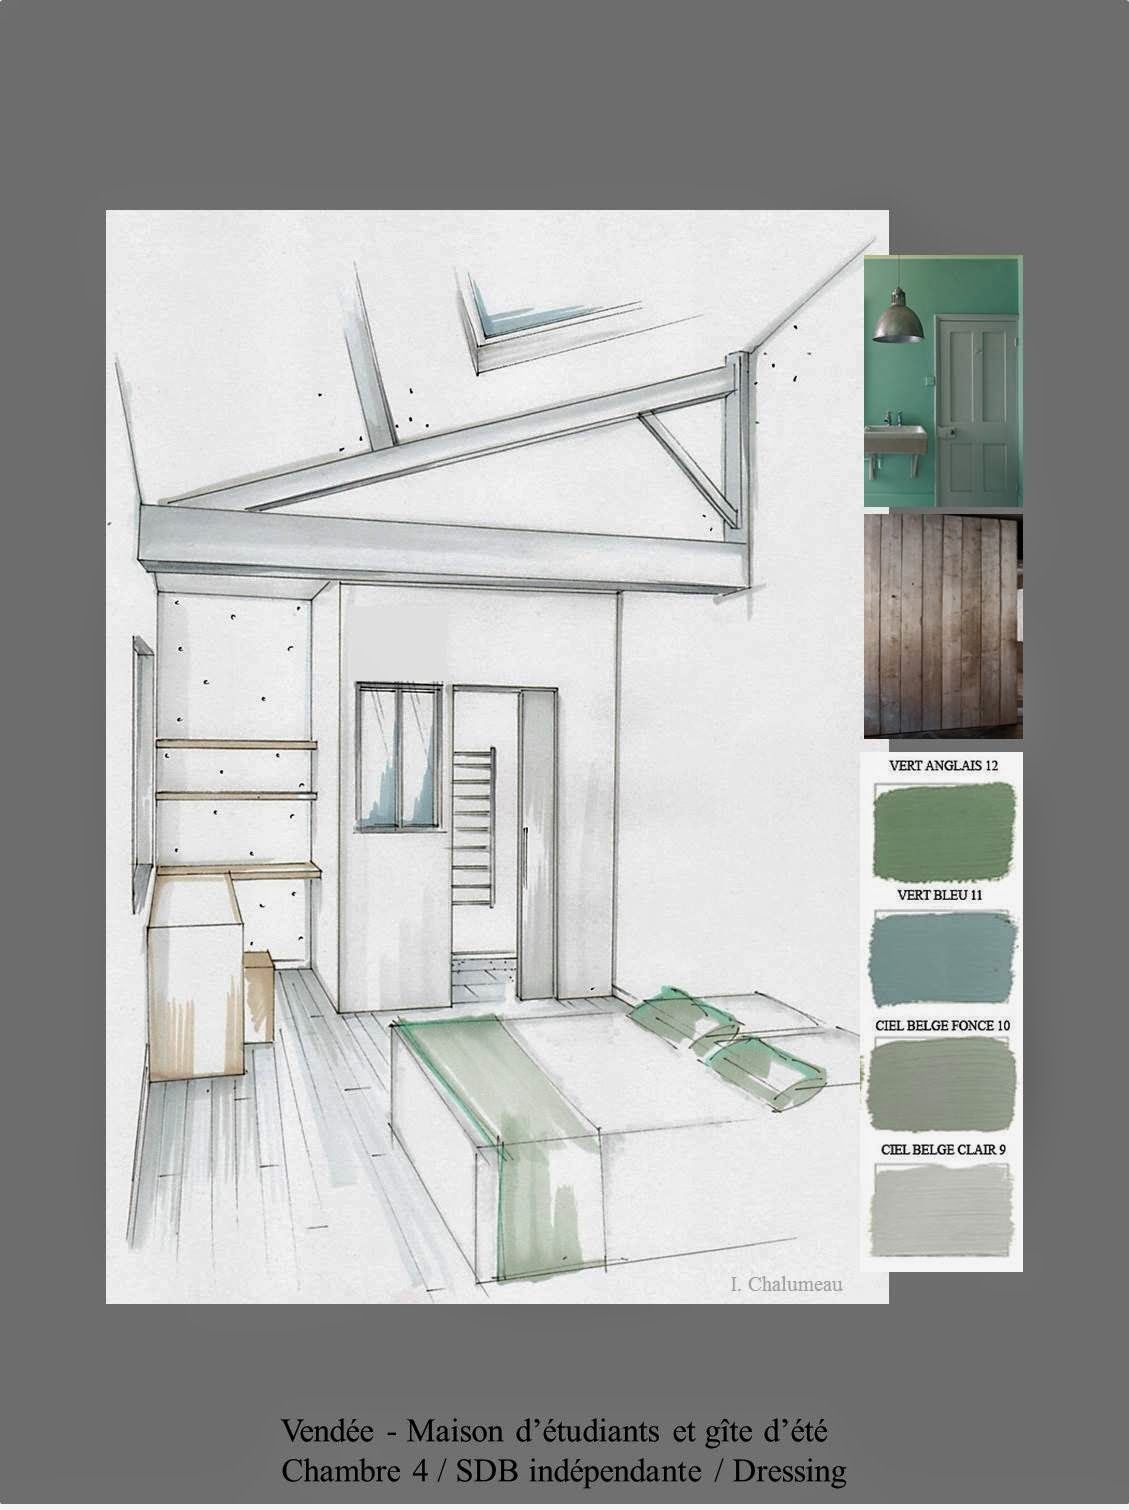 VERT ANGLAIS 12
VERT BLEU 11
CIEL BELGE FONCE 10
CIEL BELGE CLAIR 9
I. Chalumeau
Vendée - Maison d’étudiants et gîte d’été
Chambre 4 / SDB indépendante / Dressing